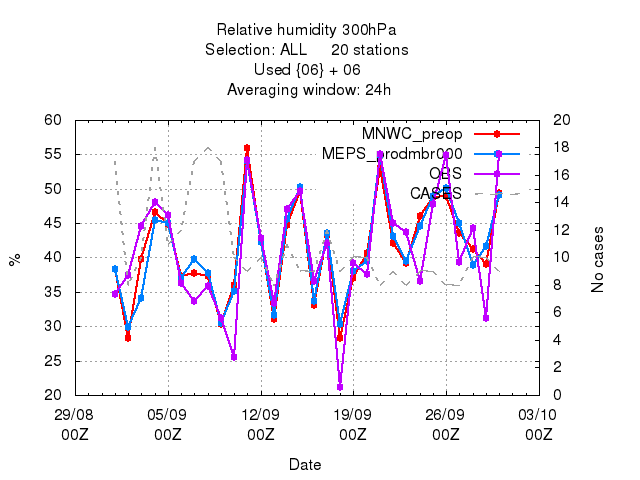 Relative humidity 300hPa
Selection: ALL 20 stations
Used {06} + 06
Averaging window: 24h
MNWC_preop
MEPS_prodmbr000
OBS
CASES
%
No cases
60
55
50
45
40
35
30
25
20
20
18
16
14
12
10
8
6
4
2
0
29/08 05/09 12/09 19/09 26/09 03/10
00Z 00Z 00Z 00Z 00Z 00Z
Date